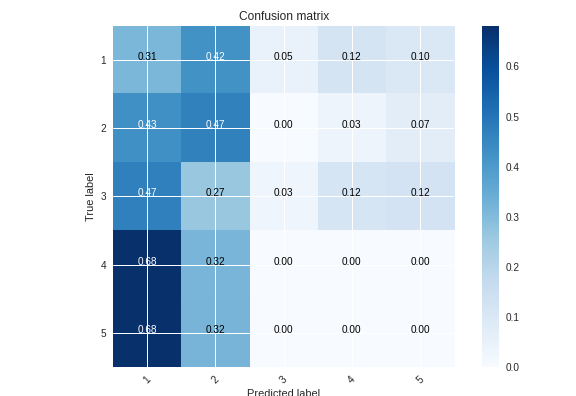 Confusion matrix
1 0.31 0.42 0.05 0.12 0.10
2 0.43 0.47 0.00 0.03 0.07
3 0.47 0.27 0.03 0.12 0.12
4 0.68 0.32 0.00 0.00 0.00
5 0.68 0.32 0.00 0.00 0.00
1 2 3 4 5
True label
Predicted label
0.6
0.5
0.4
0.3
0.2
0.1
0.0